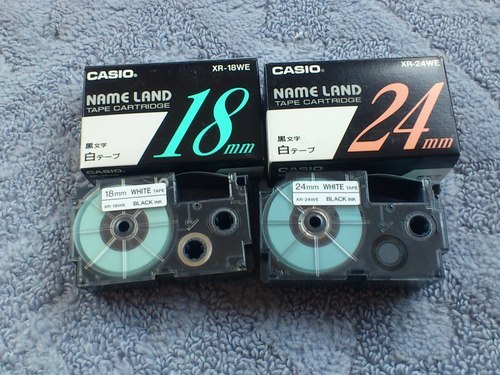 CASIO®
XR-18WE
NAME LAND
TAPE CARTRIDGE
18mm
黒文字
白テープ
CASIO
18mm WHITE TAPE
XR-18WE BLACK INK
CASIO®
XR-24WE
NAME LAND
TAPE CARTRIDGE
24mm
黒文字
白テープ
24mm WHITE TAPE
XR-24WE BLACK INK